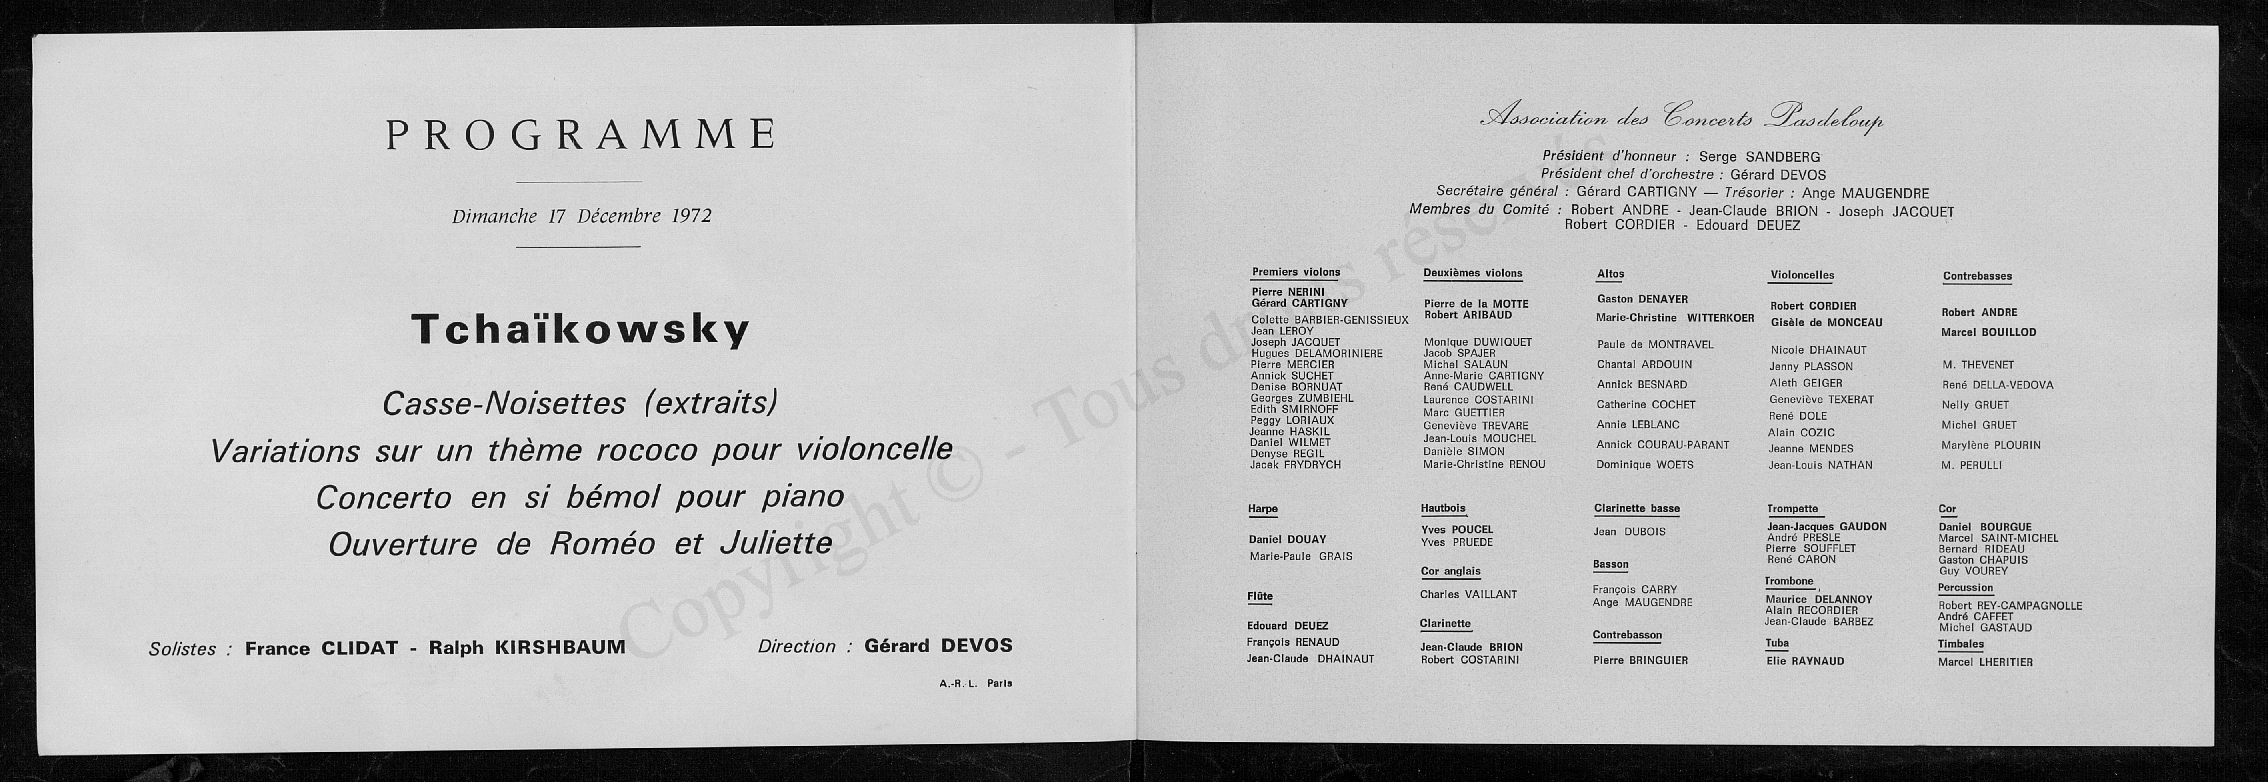 PROGRAMME
Dimanche 17 Décembre 1972
Tchaïkowsky
Casse-Noisettes (extraits)
Variations sur un thème rococo pour violoncelle
Concerto en si bémol pour piano
Ouverture de Roméo et Juliette
Solistes : France CLIDAT - Ralph KIRSHBAUM Direction : Gérard DEVOS
A.-R. L. Paris
Association des Concerts Pasdeloup
Président d'honneur : Serge SANDBERG
Président chef d'orchestre : Gérard DEVOS
Secrétaire général : Gérard CARTIGNY — Trésorier : Ange MAUGENDRE
Membres du Comité : Robert ANDRE - Jean-Claude BRION - Joseph JACQUET
Robert CORDIER - Edouard DEUEZ
Premiers violons
Pierre NERINI
Gérard CARTIGNY
Colette BARBIER-GENISSIEUX
Jean LEROY
Joseph JACQUET
Hugues DELAMORINIERE
Pierre MERCIER
Annick SUCHET
Denise BORNUAT
Georges ZUMBIEHL
Edith SMIRNOFF
Peggy LORIAUX
Jeanne HASKIL
Daniel WILMET
Denyse REGIL
Jacek FRYDRYCH
Deuxièmes violons
Pierre de la MOTTE
Robert ARIBAUD
Monique DUWIQUET
Jacob SPAJER
Michel SALAUN
Anne-Marie CARTIGNY
René CAUDWELL
Laurence COSTARINI
Marc GUETTIER
Geneviève TREVARE
Jean-Louis MOUCHEL
Danièle SIMON
Marie-Christine RENOU
Altos
Gaston DENAYER
Marie-Christine WITTERKOER
Paule de MONTRAVEL
Chantal ARDOUIN
Annick BESNARD
Catherine COCHET
Annie LEBLANC
Annick COURAU-PARANT
Dominique WOETS
Violoncelles
Robert CORDIER
Gisèle de MONCEAU
Nicole DHAINAUT
Jenny PLASSON
Aleth GEIGER
Geneviève TEXERAT
René DOLE
Alain COZIC
Jeanne MENDES
Jean-Louis NATHAN
Contrebasses
Robert ANDRE
Marcel BOUILLOD
M. THEVENET
René DELLA-VEDOVA
Nelly GRUET
Michel GRUET
Marylène PLOURIN
M. PERULLI
Harpe
Daniel DOUAY
Marie-Paule GRAIS
Flûte
Edouard DEUEZ
François RENAUD
Jean-Claude DHAINAUT
Hautbois
Yves POUCEL
Yves PRUEDE
Cor anglais
Charles VAILLANT
Clarinette
Jean-Claude BRION
Robert COSTARINI
Clarinette basse
Jean DUBOIS
Basson
François CARRY
Ange MAUGENDRE
Contrebasson
Pierre BRINGUIER
Trompette
Jean-Jacques GAUDON
André PRESLE
Pierre SOUFFLET
René CARON
Trombone
Maurice DELANNOY
Alain RECORDIER
Jean-Claude BARBEZ
Tuba
Elie RAYNAUD
Cor
Daniel BOURGUE
Marcel SAINT-MICHEL
Bernard RIDEAU
Gaston CHAPUIS
Guy VOUREY
Percussion
Robert REY-CAMPAGNOLLE
André CAFFET
Michel GASTAUD
Timbales
Marcel LHERITIER
Copyright © - Tous droits réservés